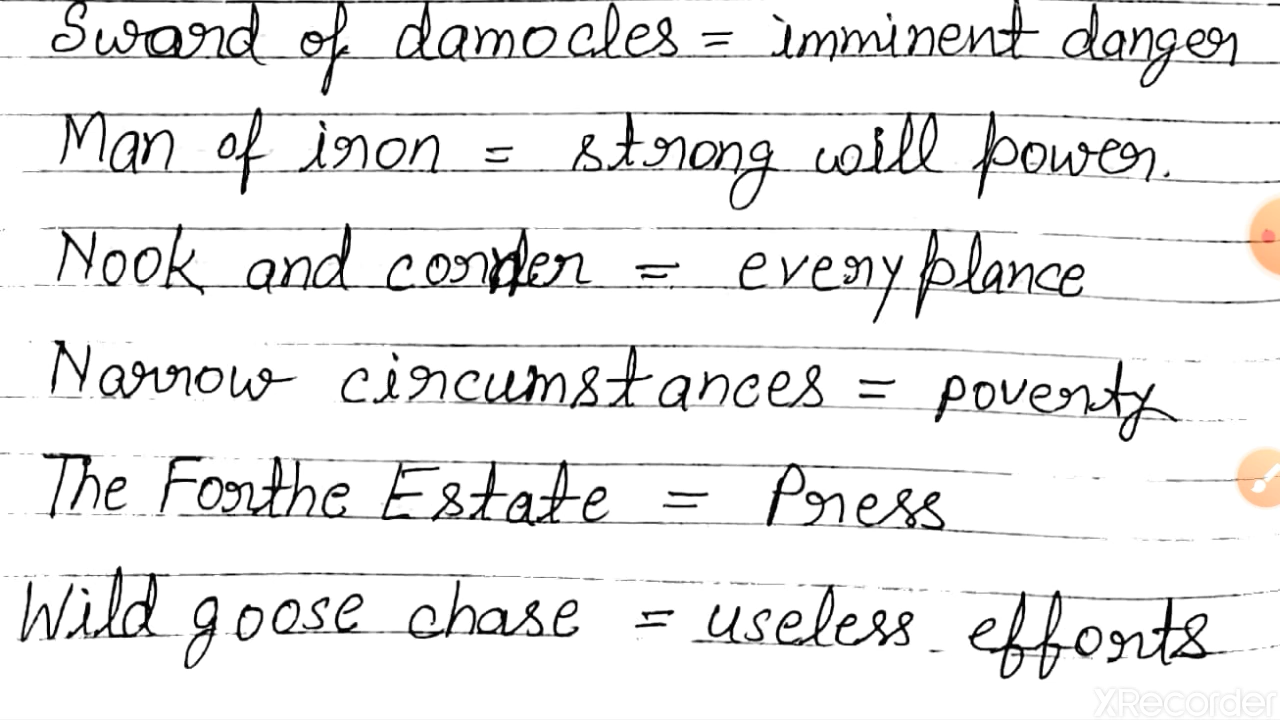 Sward of damocles = imminent danger
Man of iron = strong will power.
Nook and corner = every plance
Narrow circumstances = poverty
The Forthe Estate = Press
Wild goose chase = useless efforts
XRecorder